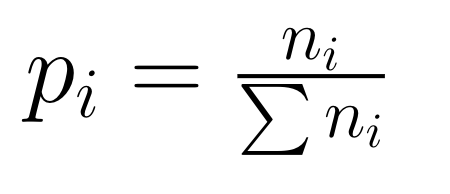 p_i = \frac{n_i}{\sum n_i}